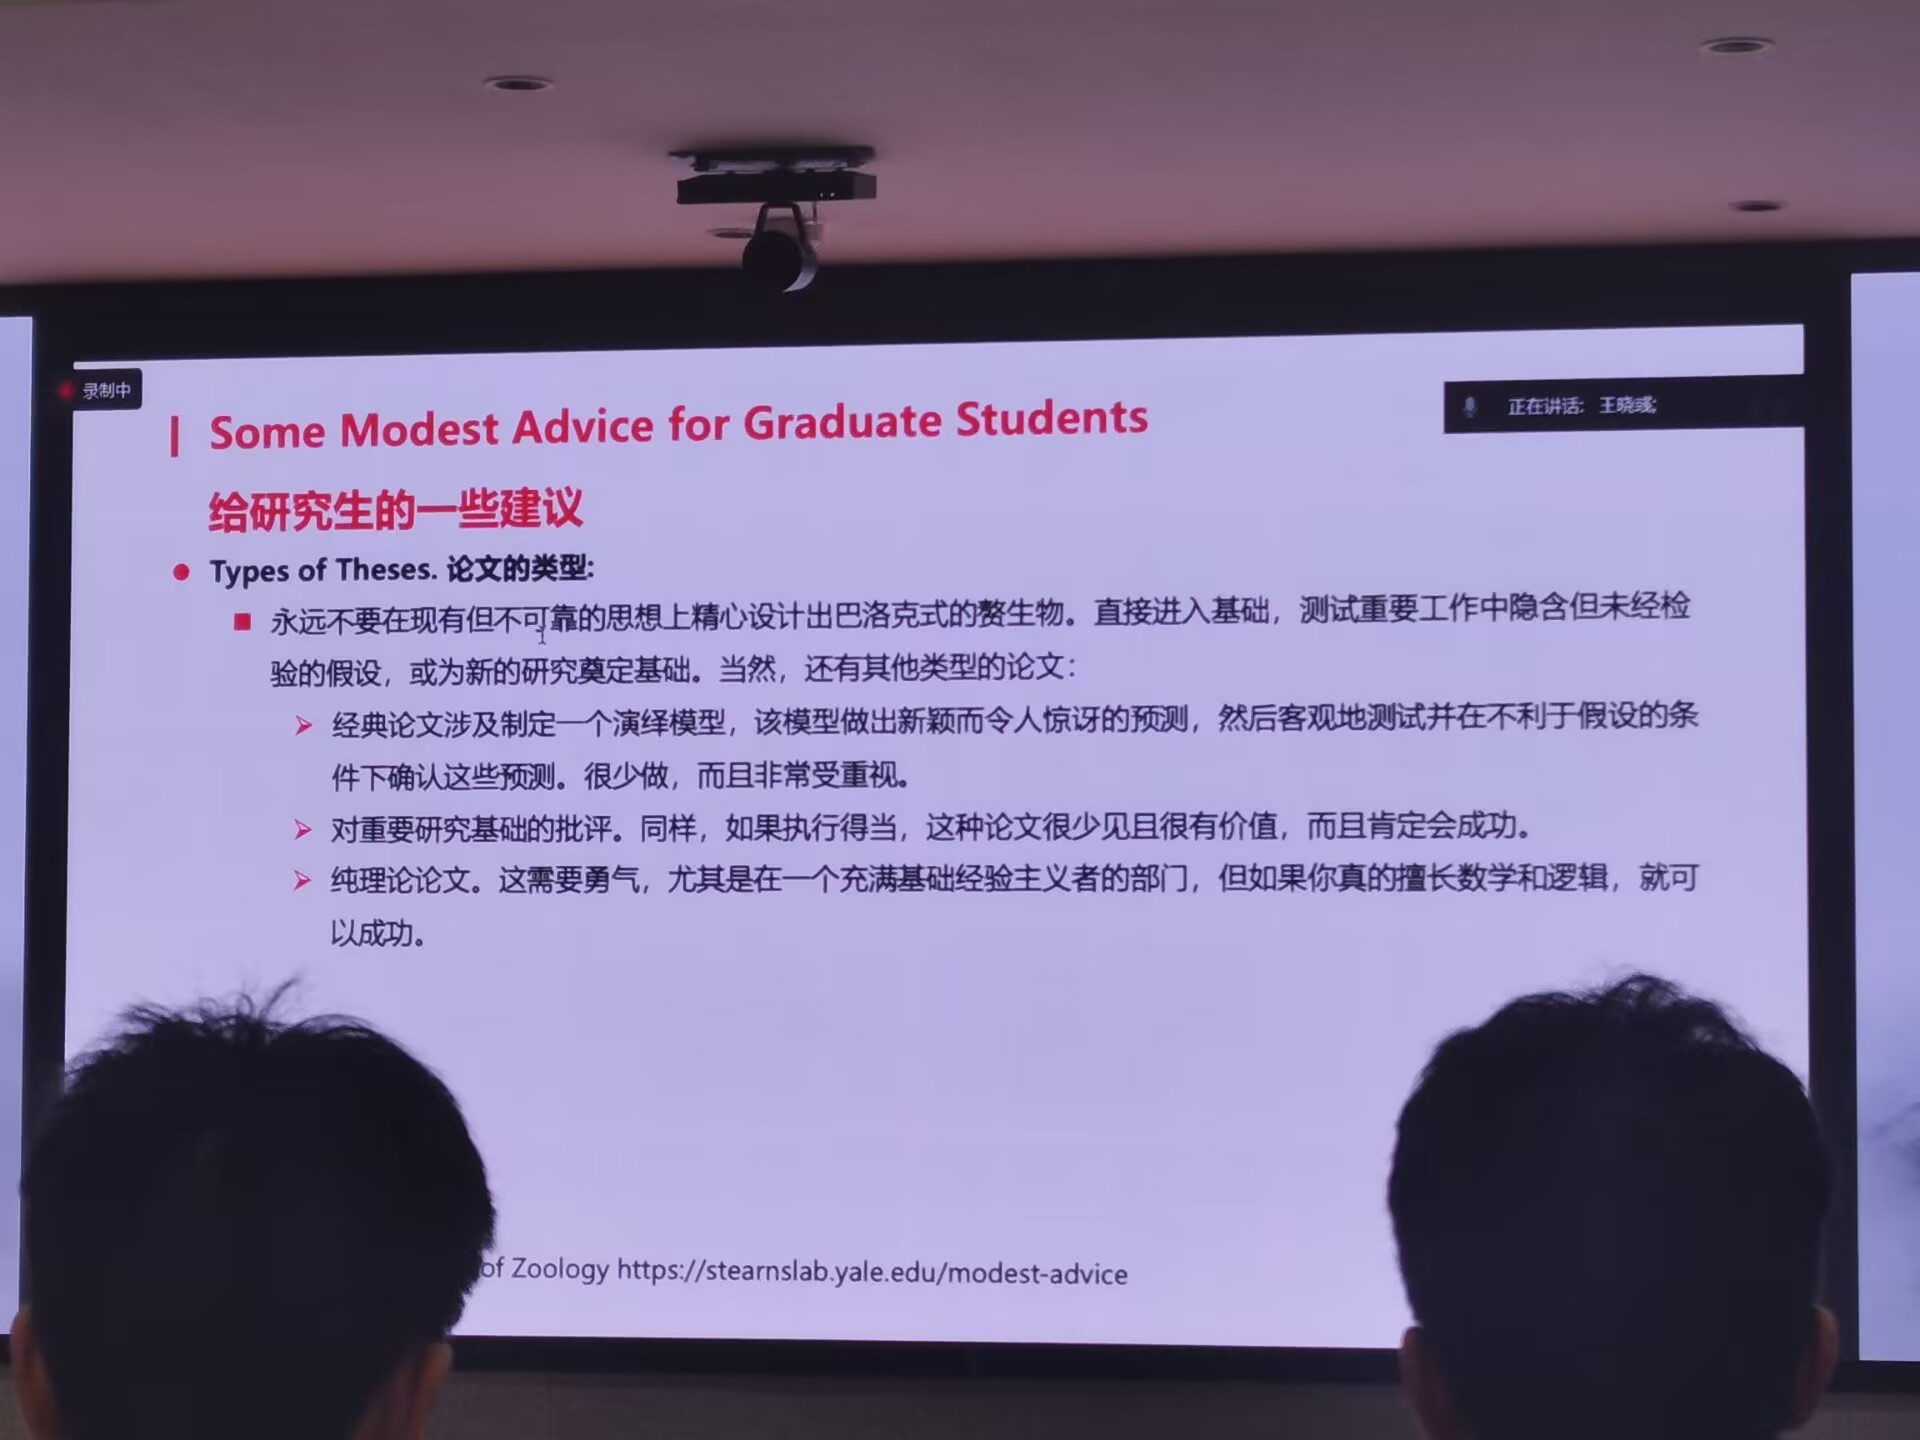 录制中
正在讲话: 王晓彧;
Some Modest Advice for Graduate Students
给研究生的一些建议
Types of Theses. 论文的类型:
永远不要在现有但不可靠的思想上精心设计出巴洛克式的赘生物。直接进入基础，测试重要工作中隐含但未经检
验的假设，或为新的研究奠定基础。当然，还有其他类型的论文：
经典论文涉及制定一个演绎模型，该模型做出新颖而令人惊讶的预测，然后客观地测试并在不利于假设的条
件下确认这些预测。很少做，而且非常受重视。
对重要研究基础的批评。同样，如果执行得当，这种论文很少见且很有价值，而且肯定会成功。
纯理论论文。这需要勇气，尤其是在一个充满基础经验主义者的部门，但如果你真的擅长数学和逻辑，就可
以成功。
of Zoology https://stearnslab.yale.edu/modest-advice